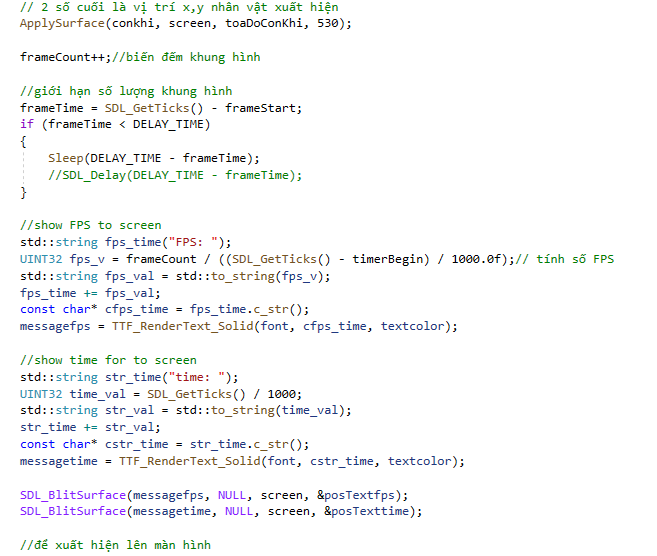 // 2 số cuối là vị trí x,y nhân vật xuất hiện
ApplySurface(conkhi, screen, toaDoConKhi, 530);
frameCount++;//biến đếm khung hình
//giới hạn số lượng khung hình
frameTime = SDL_GetTicks() - frameStart;
if (frameTime < DELAY_TIME)
{
Sleep(DELAY_TIME - frameTime);
//SDL_Delay(DELAY_TIME - frameTime);
}
//show FPS to screen
std::string fps_time("FPS: ");
UINT32 fps_v = frameCount / ((SDL_GetTicks() - timerBegin) / 1000.0f);// tính số FPS
std::string fps_val = std::to_string(fps_v);
fps_time += fps_val;
const char* cfps_time = fps_time.c_str();
messagefps = TTF_RenderText_Solid(font, cfps_time, textcolor);
//show time for to screen
std::string str_time("time: ");
UINT32 time_val = SDL_GetTicks() / 1000;
std::string str_val = std::to_string(time_val);
str_time += str_val;
const char* cstr_time = str_time.c_str();
messagetime = TTF_RenderText_Solid(font, cstr_time, textcolor);
SDL_BlitSurface(messagefps, NULL, screen, &posTextfps);
SDL_BlitSurface(messagetime, NULL, screen, &posTexttime);
//để xuất hiện lên màn hình